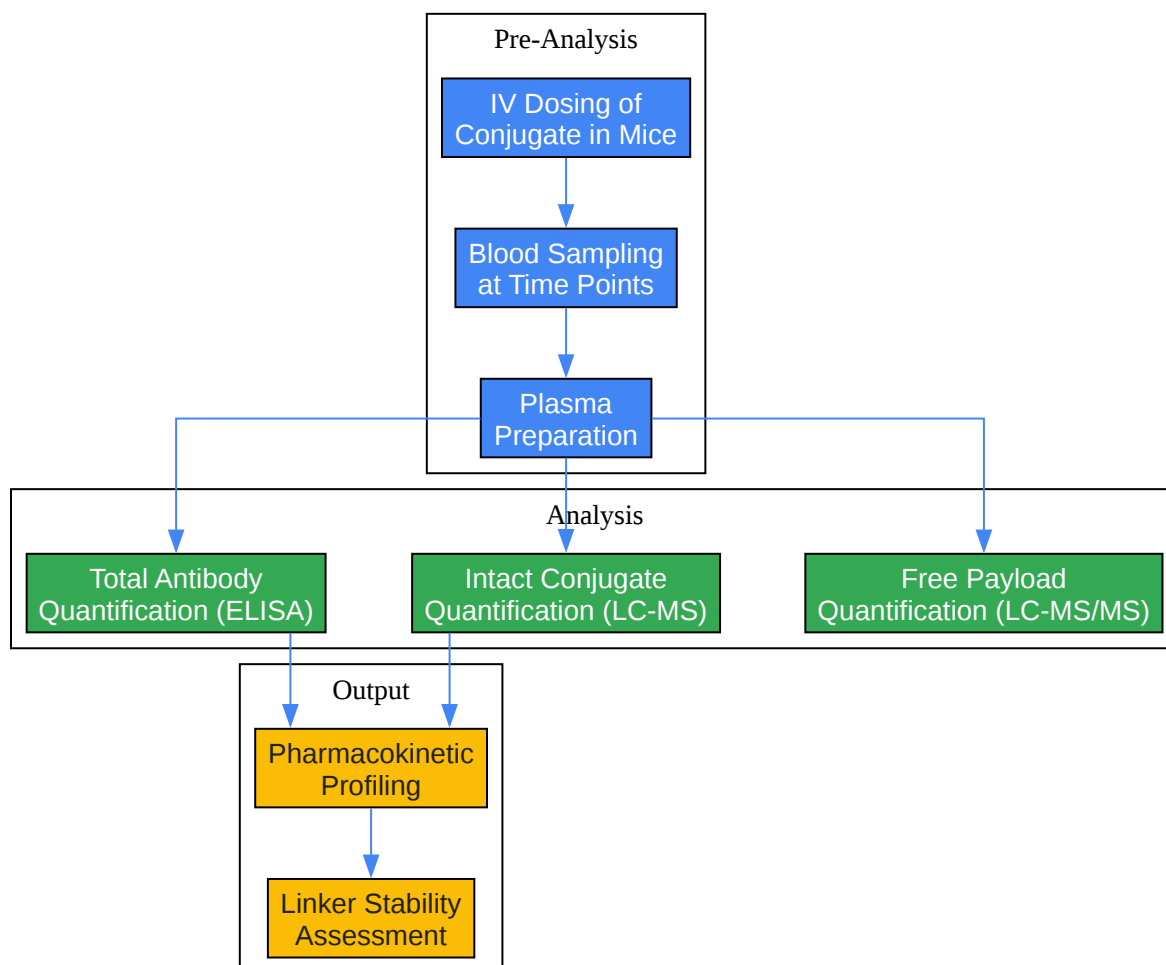 Pre-Analysis
IV Dosing of
Conjugate in Mice
Blood Sampling
at Time Points
Plasma
Preparation
Analysis
Total Antibody
Quantification (ELISA)
Intact Conjugate
Quantification (LC-MS)
Free Payload
Quantification (LC-MS/MS)
Output
Pharmacokinetic
Profiling
Linker Stability
Assessment